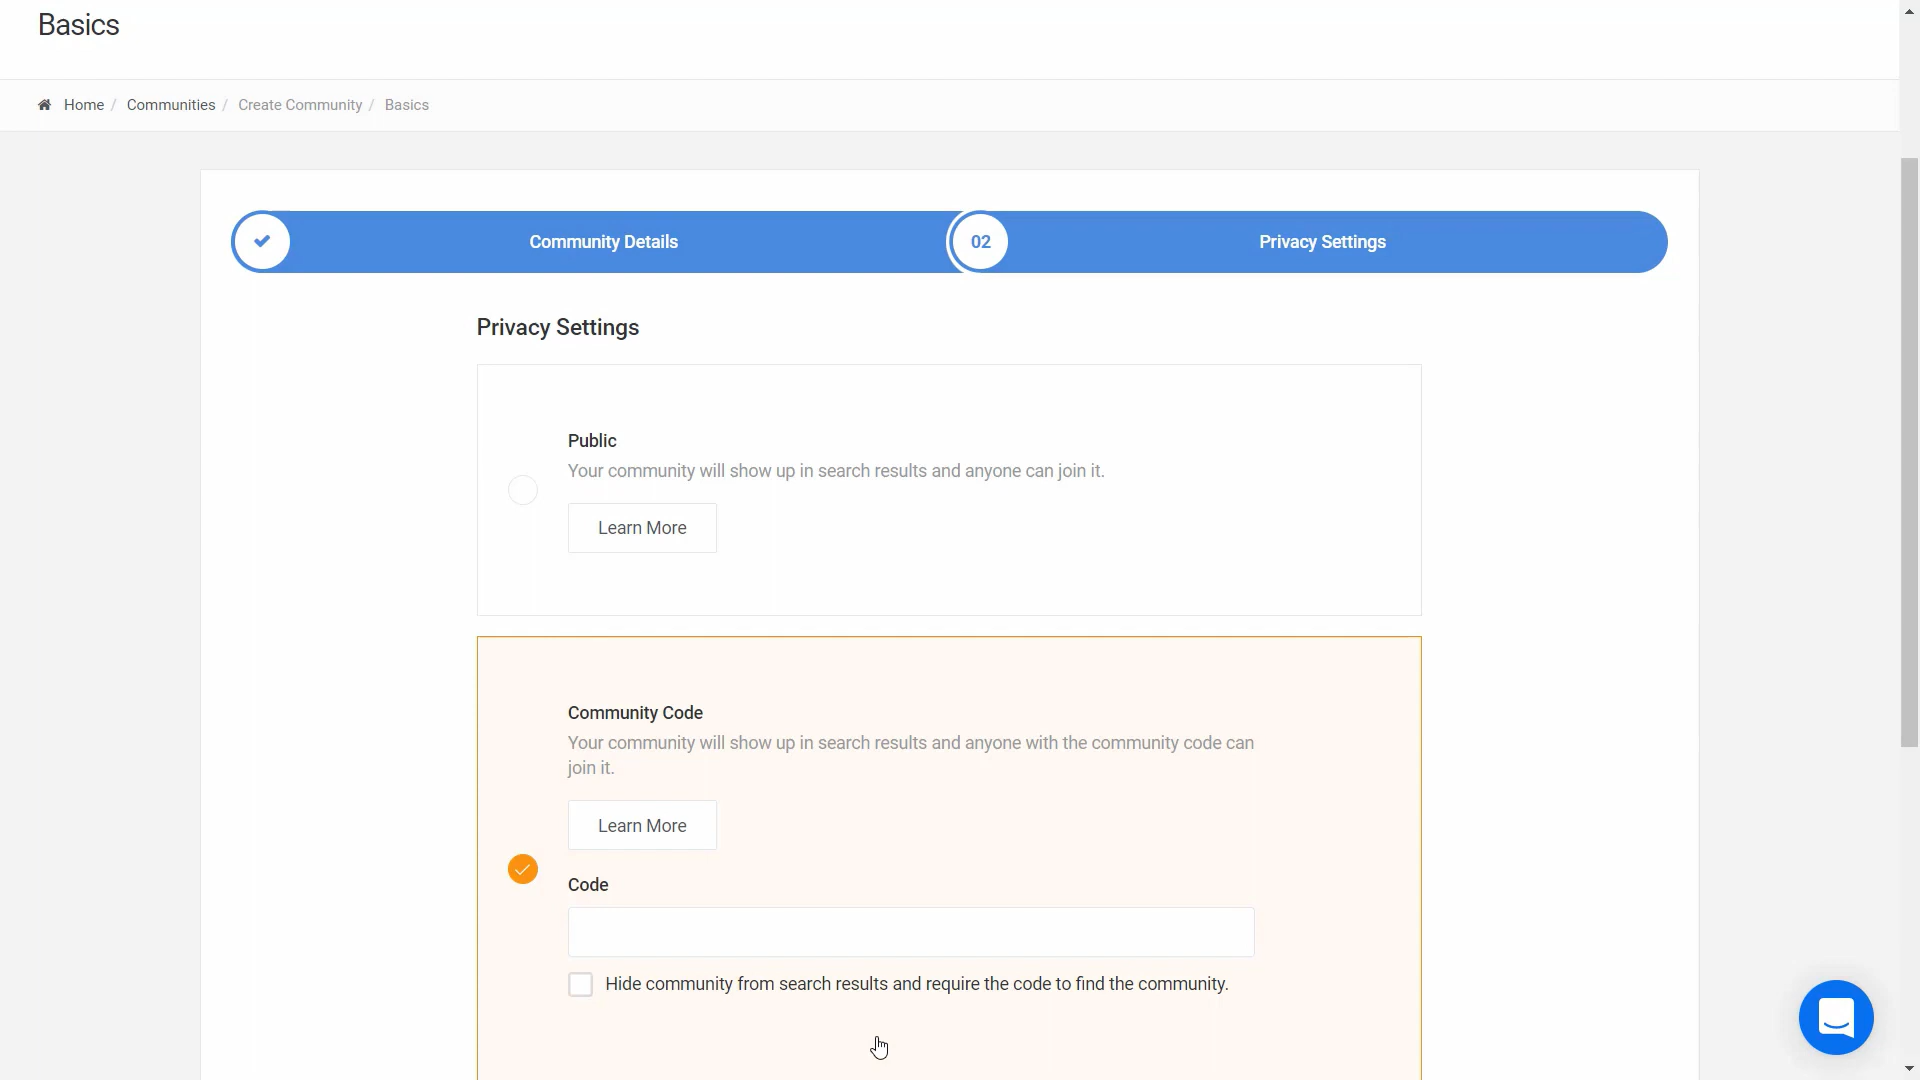 Basics
Home / Communities / Create Community / Basics
Community Details
02
Privacy Settings
Privacy Settings
Public
Your community will show up in search results and anyone can join it.
Learn More
Community Code
Your community will show up in search results and anyone with the community code can
join it.
Learn More
Code
Hide community from search results and require the code to find the community.